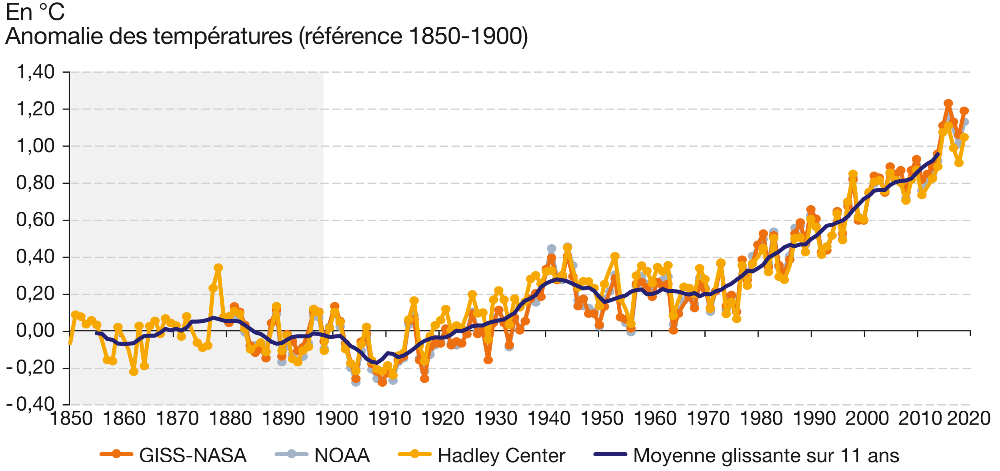 En °C
Anomalie des températures (référence 1850-1900)
1,40
1,20
1,00
0,80
0,60
0,40
0,20
0,00
-0,20
-0,40
1850 1860 1870 1880 1890 1900 1910 1920 1930 1940 1950 1960 1970 1980 1990 2000 2010 2020
GISS-NASA NOAA Hadley Center Moyenne glissante sur 11 ans